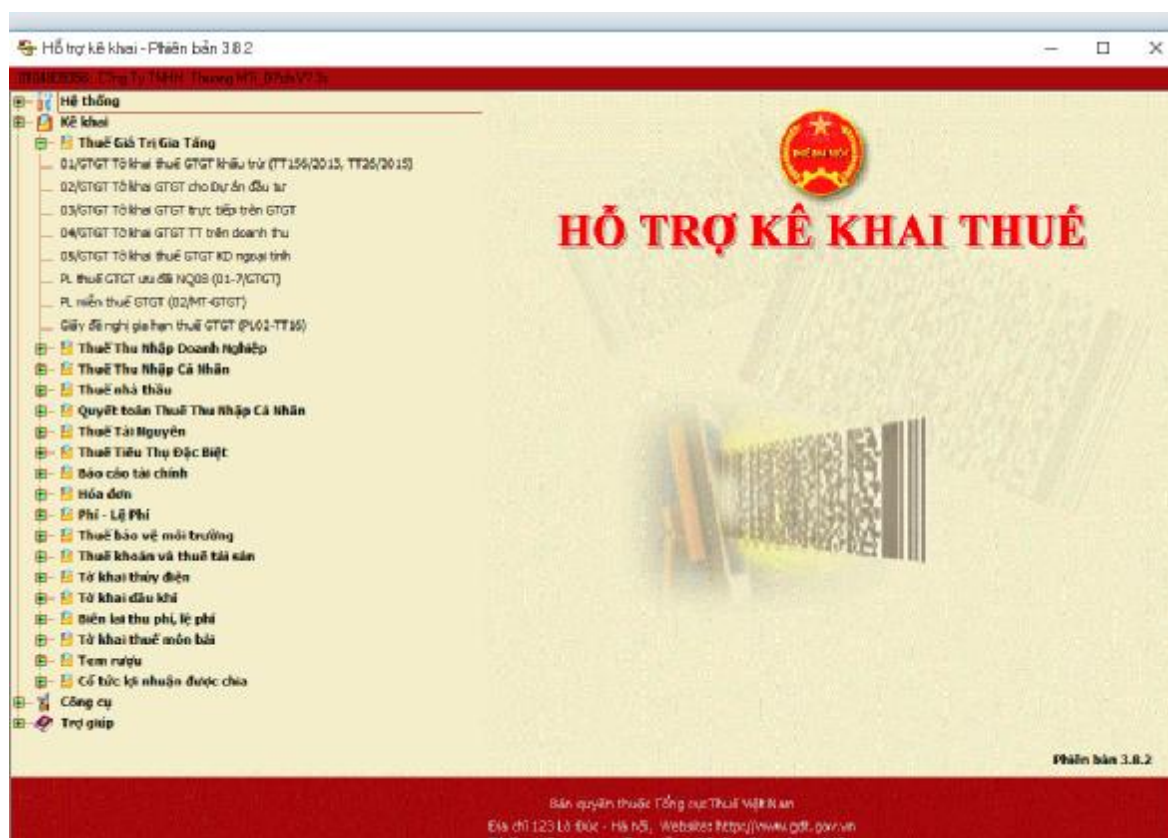 Hỗ trợ kê khai - Phiên bản 3.8.2
Công Ty TNHH Thương Mại Dịch Vụ
Hệ thống
Kê khai
Thuế Giá Trị Gia Tăng
01/GTGT Tờ khai thuế GTGT khấu trừ (TT156/2013, TT26/2015)
02/GTGT Tờ khai GTGT cho Dự án đầu tư
03/GTGT Tờ khai GTGT trực tiếp trên GTGT
04/GTGT Tờ khai GTGT TT trên doanh thu
05/GTGT Tờ khai thuế GTGT KD ngoại tỉnh
PL thuế GTGT ưu đãi NQ08 (01-7/GTGT)
PL miễn thuế GTGT (02/MT-GTGT)
Giấy đề nghị gia hạn thuế GTGT (PL02-TT16)
Thuế Thu Nhập Doanh Nghiệp
Thuế Thu Nhập Cá Nhân
Thuế nhà thầu
Quyết toán Thuế Thu Nhập Cá Nhân
Thuế Tài Nguyên
Thuế Tiêu Thụ Đặc Biệt
Báo cáo tài chính
Hóa đơn
Phí - Lệ Phí
Thuế bảo vệ môi trường
Thuế khoán và thuế tài sản
Tờ khai thủy điện
Tờ khai dầu khí
Biên lai thu phí, lệ phí
Tờ khai thuế môn bài
Tem rượu
Cổ tức lợi nhuận được chia
Công cụ
Trợ giúp
HỖ TRỢ KÊ KHAI THUẾ
Phiên bản 3.8.2
Bản quyền thuộc Tổng cục Thuế Việt Nam
Địa chỉ 123 Lò Đúc - Hà Nội, Website: http://www.gdt.gov.vn